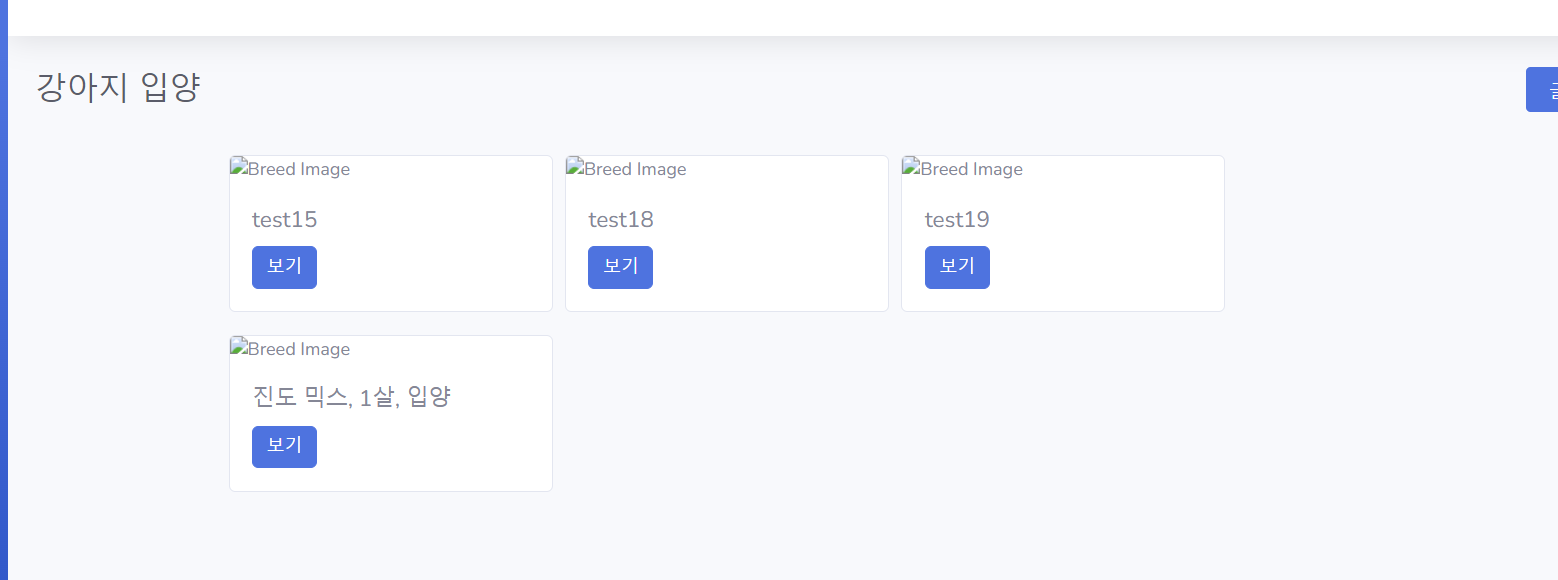 강아지 입양
Breed Image
test15
보기
Breed Image
test18
보기
Breed Image
test19
보기
Breed Image
진도 믹스, 1살, 입양
보기